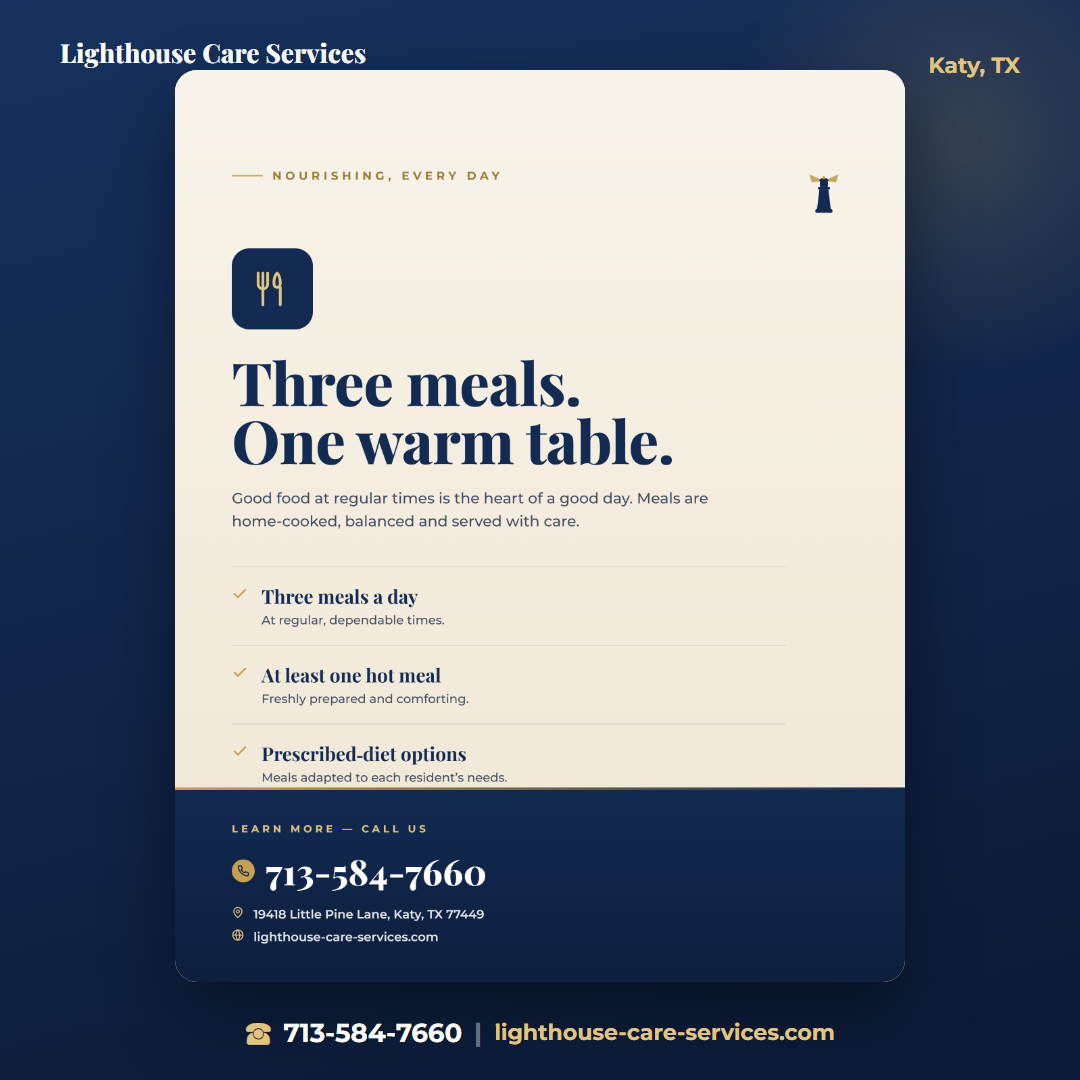 Lighthouse Care Services
Katy, TX
NOURISHING, EVERY DAY
Three meals.
One warm table.
Good food at regular times is the heart of a good day. Meals are
home-cooked, balanced and served with care.
Three meals a day
At regular, dependable times.
At least one hot meal
Freshly prepared and comforting.
Prescribed-diet options
Meals adapted to each resident's needs.
LEARN MORE — CALL US
713-584-7660
19418 Little Pine Lane, Katy, TX 77449
lighthouse-care-services.com
713-584-7660 | lighthouse-care-services.com